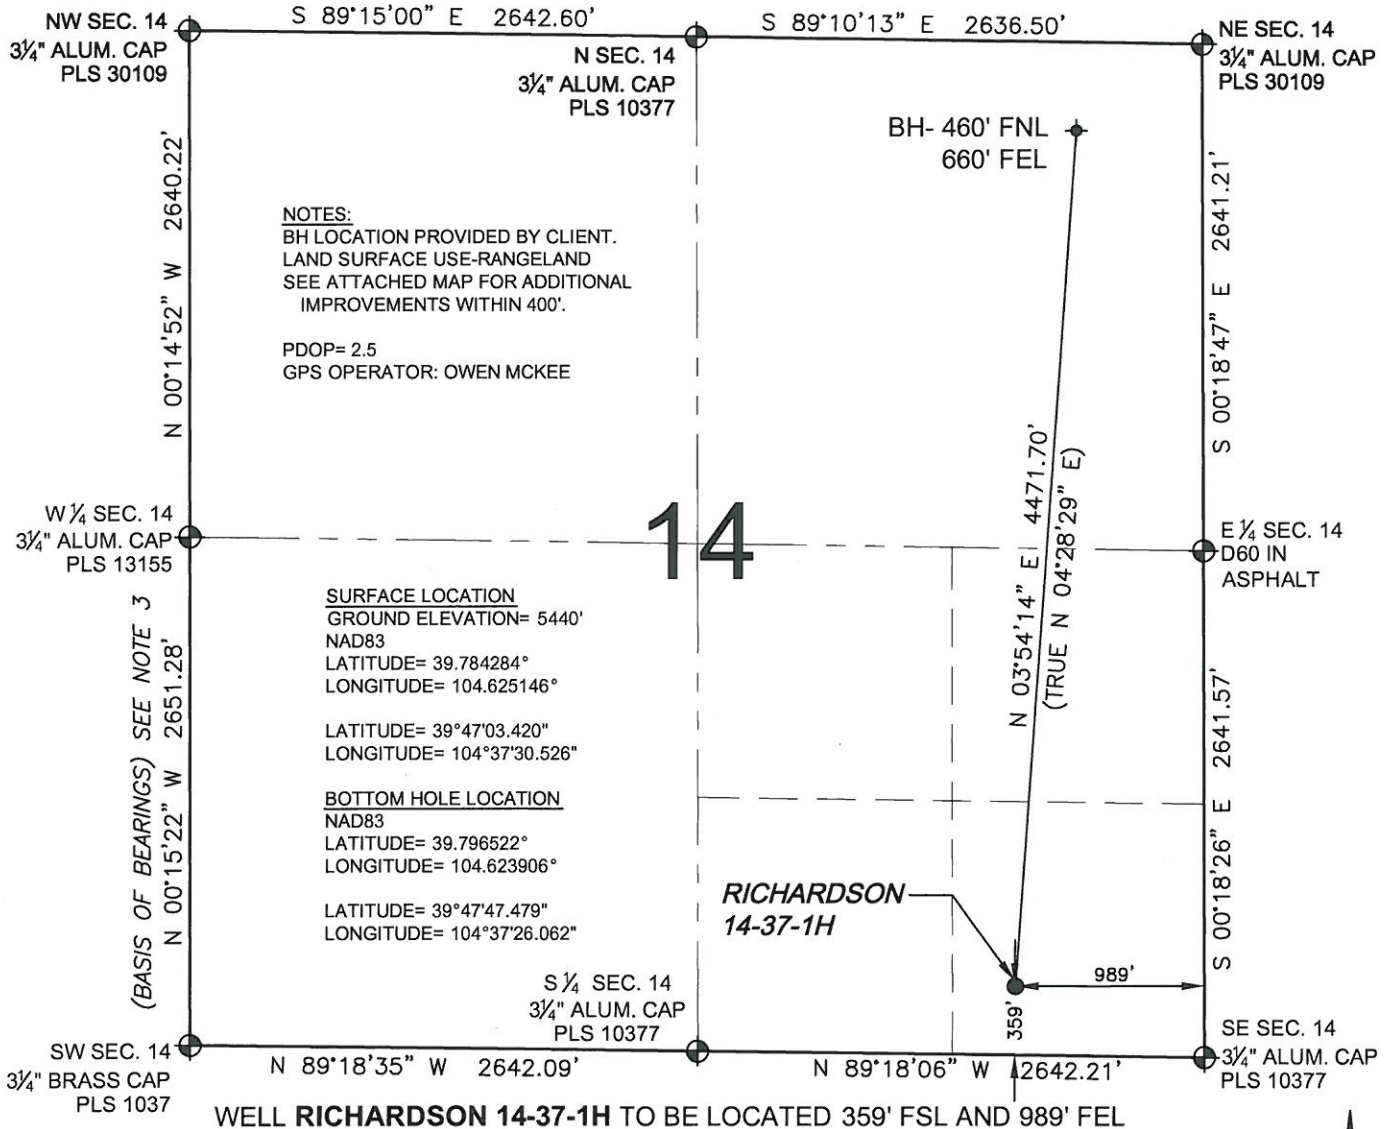 S 89°15'00" E 2642.60'
S 89°10'13" E 2636.50'
NW SEC. 14
3¼" ALUM. CAP
PLS 30109
N SEC. 14
3¼" ALUM. CAP
PLS 10377
NE SEC. 14
3¼" ALUM. CAP
PLS 30109
BH- 460' FNL
660' FEL
N 00°14'52" W 2640.22'
S 00°18'47" E 2641.21'
NOTES:
BH LOCATION PROVIDED BY CLIENT.
LAND SURFACE USE-RANGELAND
SEE ATTACHED MAP FOR ADDITIONAL
IMPROVEMENTS WITHIN 400'.
PDOP= 2.5
GPS OPERATOR: OWEN MCKEE
N 03°54'14" E 4471.70'
(TRUE N 04°28'29" E)
W ¼ SEC. 14
3¼" ALUM. CAP
PLS 13155
14
E ¼ SEC. 14
D60 IN
ASPHALT
(BASIS OF BEARINGS) SEE NOTE 3
N 00°15'22" W 2651.28'
SURFACE LOCATION
GROUND ELEVATION= 5440'
NAD83
LATITUDE= 39.784284°
LONGITUDE= 104.625146°
LATITUDE= 39°47'03.420"
LONGITUDE= 104°37'30.526"
BOTTOM HOLE LOCATION
NAD83
LATITUDE= 39.796522°
LONGITUDE= 104.623906°
LATITUDE= 39°47'47.479"
LONGITUDE= 104°37'26.062"
S 00°18'26" E 2641.57'
RICHARDSON
14-37-1H
989'
359'
S ¼ SEC. 14
3¼" ALUM. CAP
PLS 10377
SW SEC. 14
3¼" BRASS CAP
PLS 1037
N 89°18'35" W 2642.09'
N 89°18'06" W 2642.21'
SE SEC. 14
3¼" ALUM. CAP
PLS 10377
WELL RICHARDSON 14-37-1H TO BE LOCATED 359' FSL AND 989' FEL